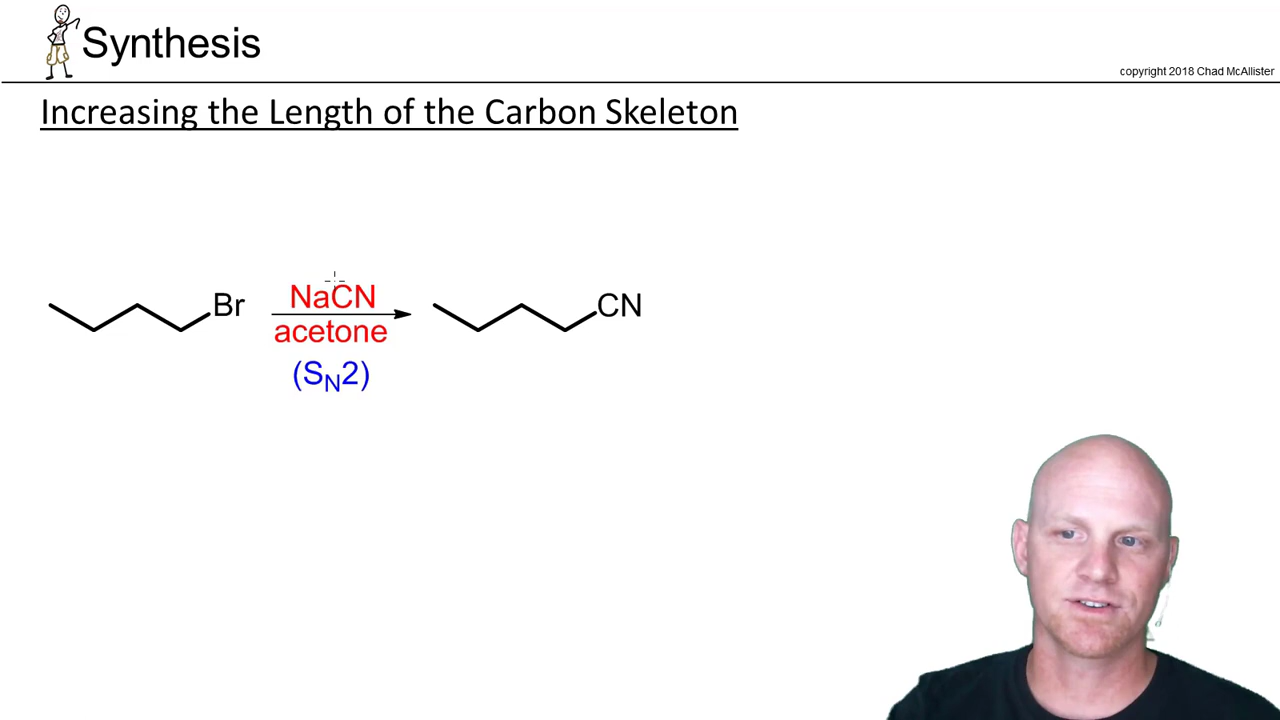 Synthesis
copyright 2018 Chad McAllister
Increasing the Length of the Carbon Skeleton
Br
NaCN
acetone
(SN2)
CN